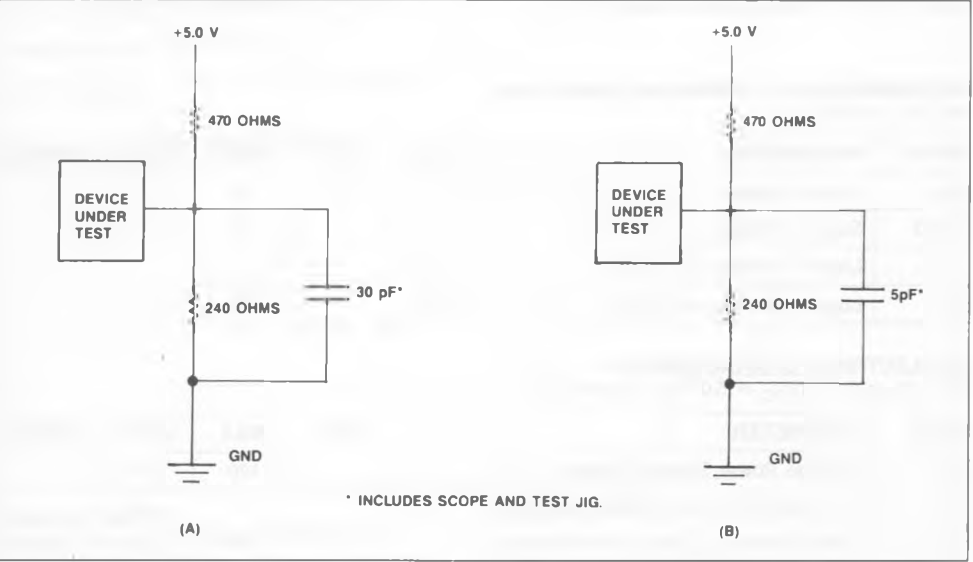 +5.0 V
470 OHMS
DEVICE
UNDER
TEST
30 pF*
240 OHMS
GND
(A)
+5.0 V
470 OHMS
DEVICE
UNDER
TEST
5pF*
240 OHMS
GND
(B)
* INCLUDES SCOPE AND TEST JIG.